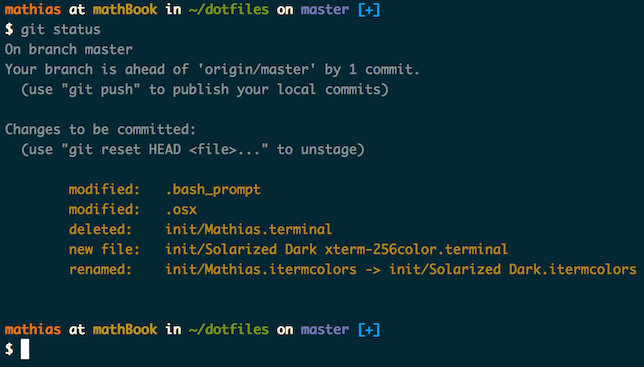 mathias at mathBook in ~/dotfiles on master [+]
$ git status
On branch master
Your branch is ahead of 'origin/master' by 1 commit.
  (use "git push" to publish your local commits)

Changes to be committed:
  (use "git reset HEAD <file>..." to unstage)

        modified:   .bash_prompt
        modified:   .osx
        deleted:    init/Mathias.terminal
        new file:   init/Solarized Dark xterm-256color.terminal
        renamed:    init/Mathias.itermcolors -> init/Solarized Dark.itermcolors

mathias at mathBook in ~/dotfiles on master [+]
$